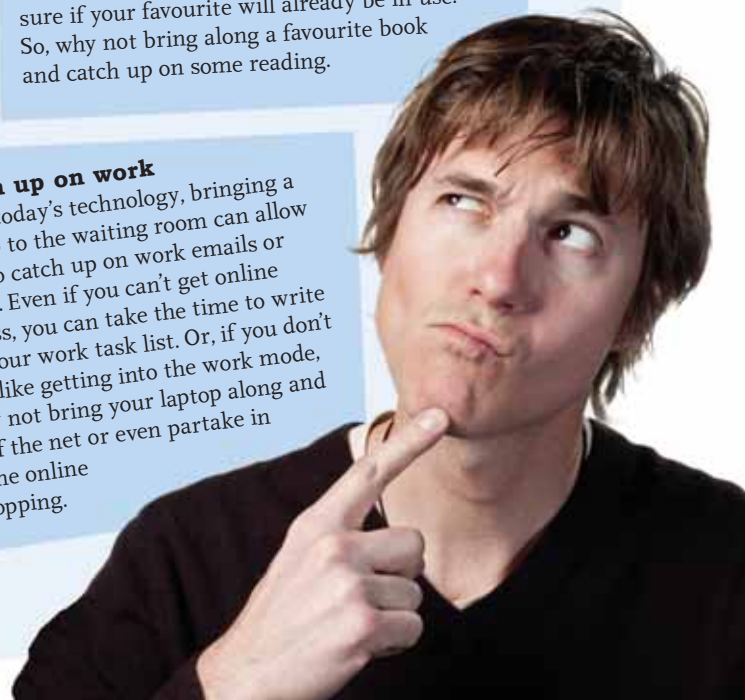 sure if your favourite will already be in use.
So, why not bring along a favourite book
and catch up on some reading.
up on work
today's technology, bringing a
to the waiting room can allow
catch up on work emails or
Even if you can't get online
you can take the time to write
your work task list. Or, if you don't
like getting into the work mode,
not bring your laptop along and
the net or even partake in
online